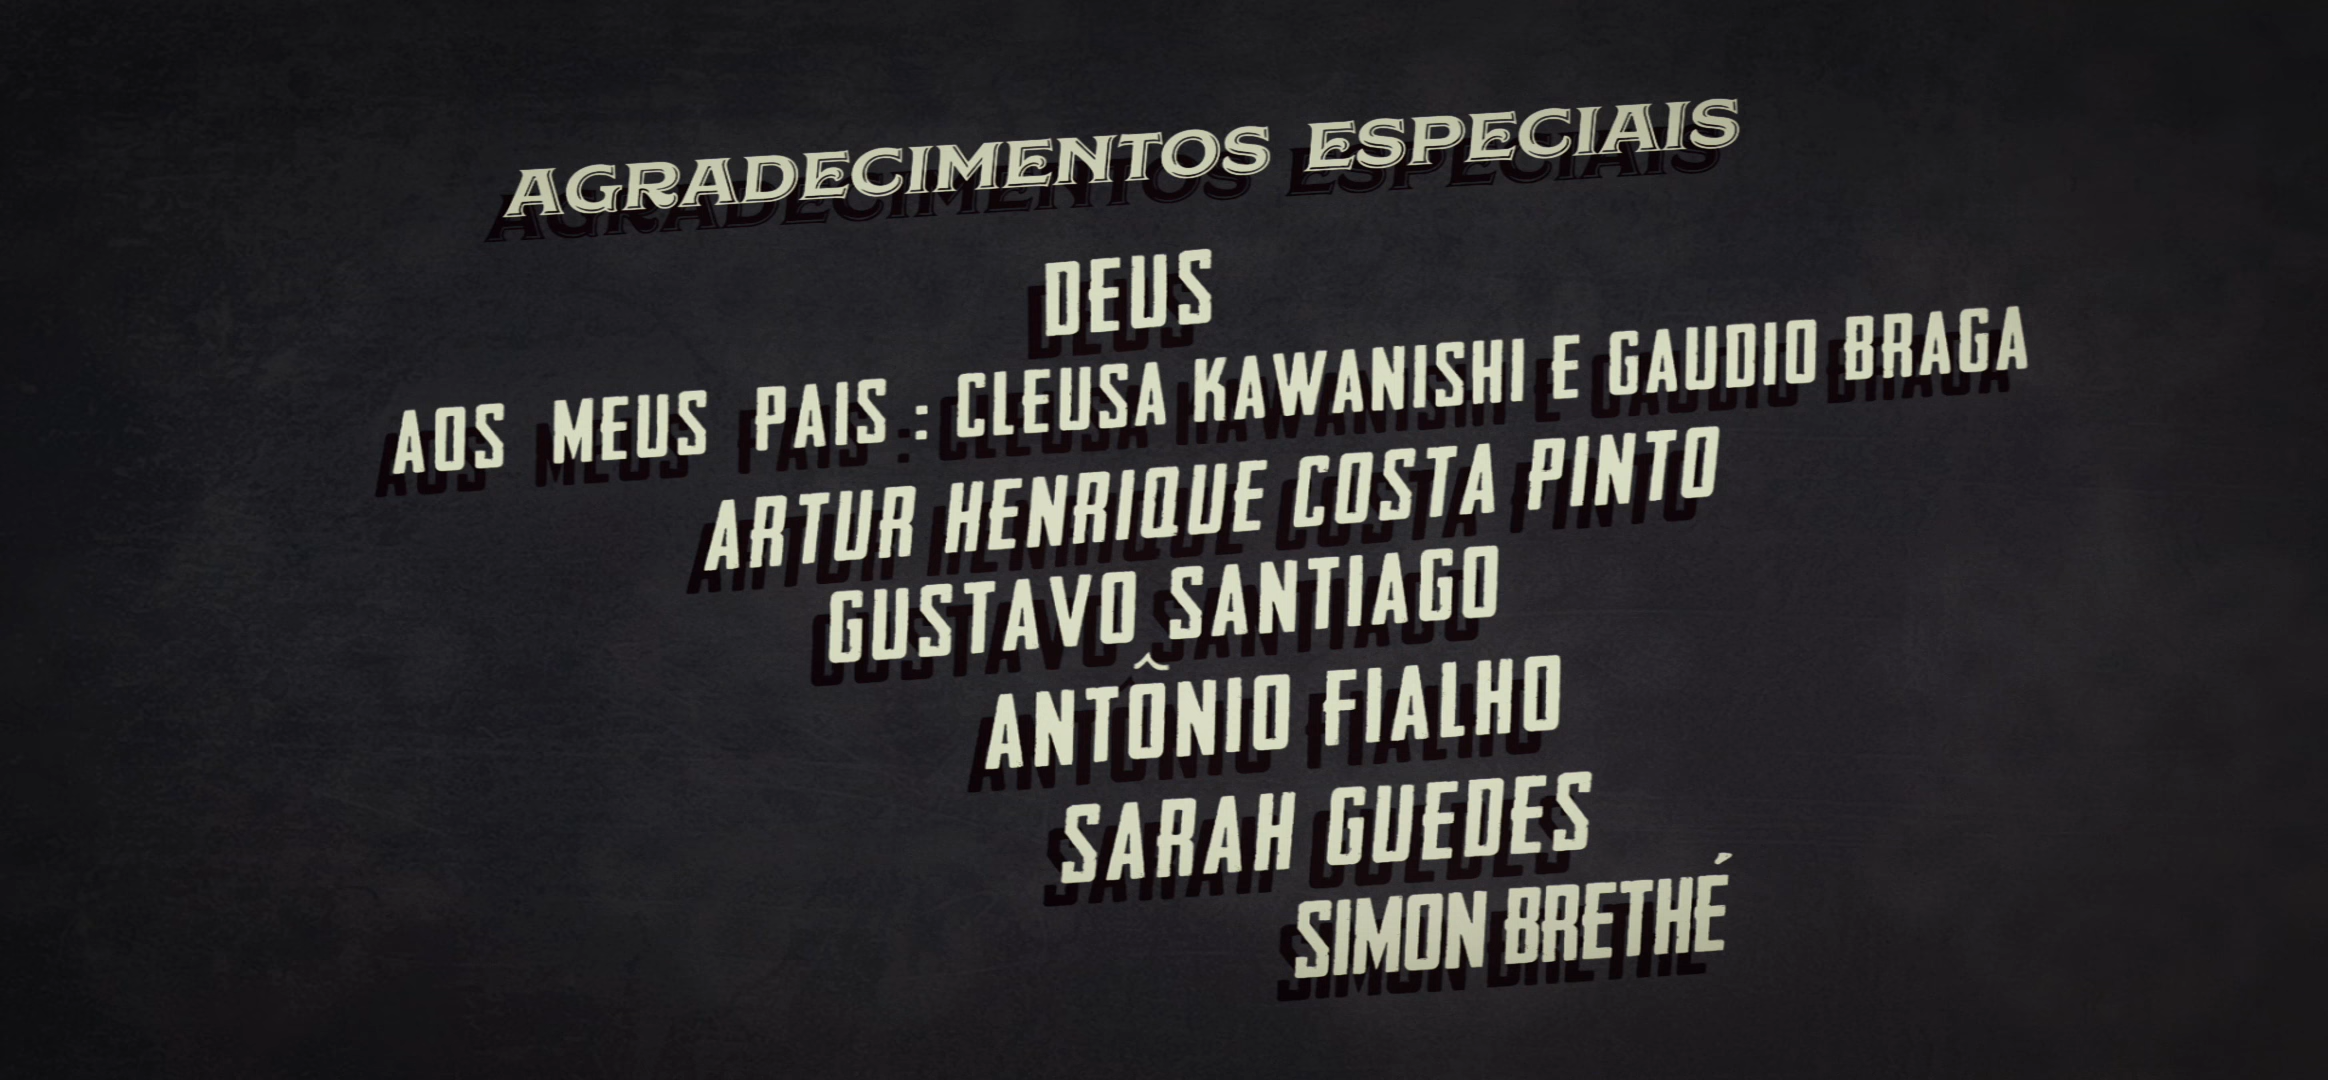 AGRADECIMENTOS ESPECIAIS
DEUS
AOS MEUS PAIS : CLEUSA KAWANISHI E GAUDIO BRAGA
ARTUR HENRIQUE COSTA PINTO
GUSTAVO SANTIAGO
ANTÔNIO FIALHO
SARAH GUEDES
SIMON BRETHÉ